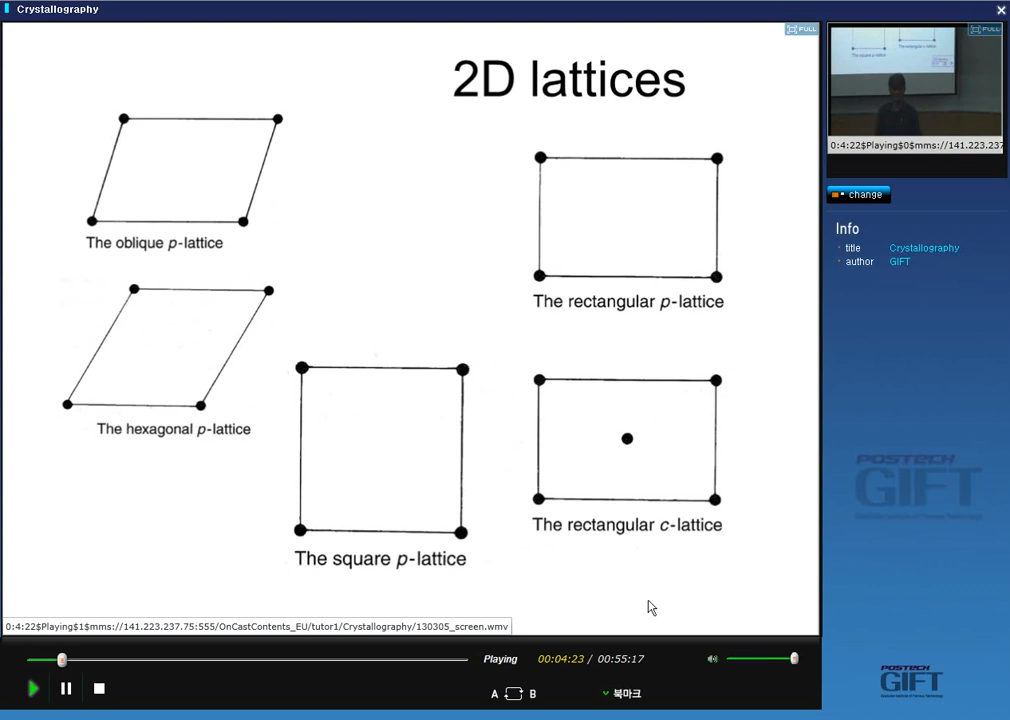 Crystallography
FULL
2D lattices
The oblique p-lattice
The rectangular p-lattice
The hexagonal p-lattice
The square p-lattice
The rectangular c-lattice
0:4:22$Playing$1$mms://141.223.237.75:555/OnCastContents_EU/tutor1/Crystallography/130305_screen.wmv
FULL
0:4:22$Playing$0$mms://141.223.237
change
Info
title Crystallography
author GIFT
POSTECH
GIFT
Playing 00:04:23 / 00:55:17
A B 북마크
POSTECH
GIFT